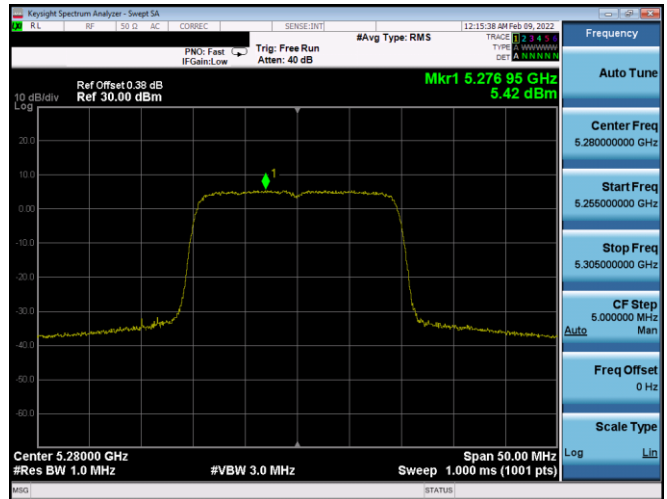 Keysight Spectrum Analyzer - Swept SA
RL RF 50 Ω AC CORREC SENSE:INT 12:15:38 AM Feb 09, 2022
#Avg Type: RMS TRACE 1 2 3 4 5 6
PNO: Fast Trig: Free Run TYPE A WWWWW
IFGain:Low Atten: 40 dB DET A N N N N N
Mkr1 5.276 95 GHz
5.42 dBm
Ref Offset 0.38 dB
10 dB/div Ref 30.00 dBm
Log
20.0
10.0
0.00
-10.0
-20.0
-30.0
-40.0
-50.0
-60.0
1
Center 5.28000 GHz Span 50.00 MHz
#Res BW 1.0 MHz #VBW 3.0 MHz Sweep 1.000 ms (1001 pts)
MSG STATUS
Frequency
Auto Tune
Center Freq
5.280000000 GHz
Start Freq
5.255000000 GHz
Stop Freq
5.305000000 GHz
CF Step
5.000000 MHz
Auto Man
Freq Offset
0 Hz
Scale Type
Log Lin